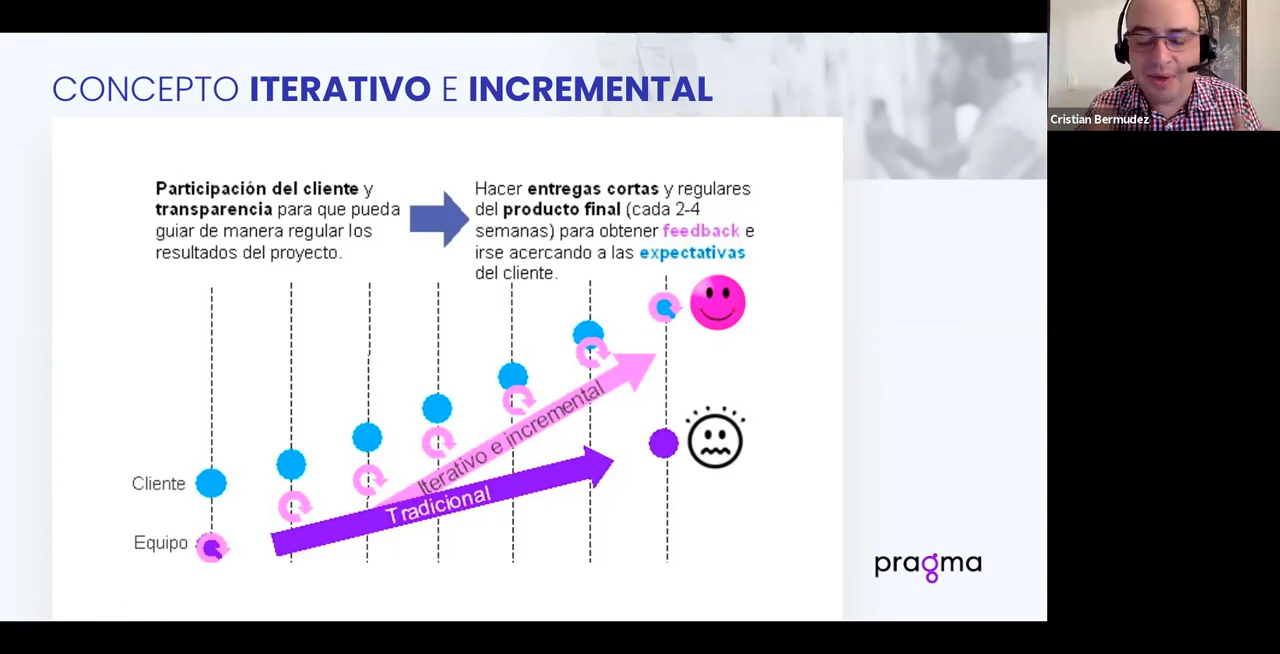 CONCEPTO ITERATIVO E INCREMENTAL
Participación del cliente y
transparencia para que pueda
guiar de manera regular los
resultados del proyecto.
Hacer entregas cortas y regulares
del producto final (cada 2-4
semanas) para obtener feedback e
irse acercando a las expectativas
del cliente.
Iterativo e incremental
Tradicional
Cliente
Equipo
pragma
Cristian Bermudez